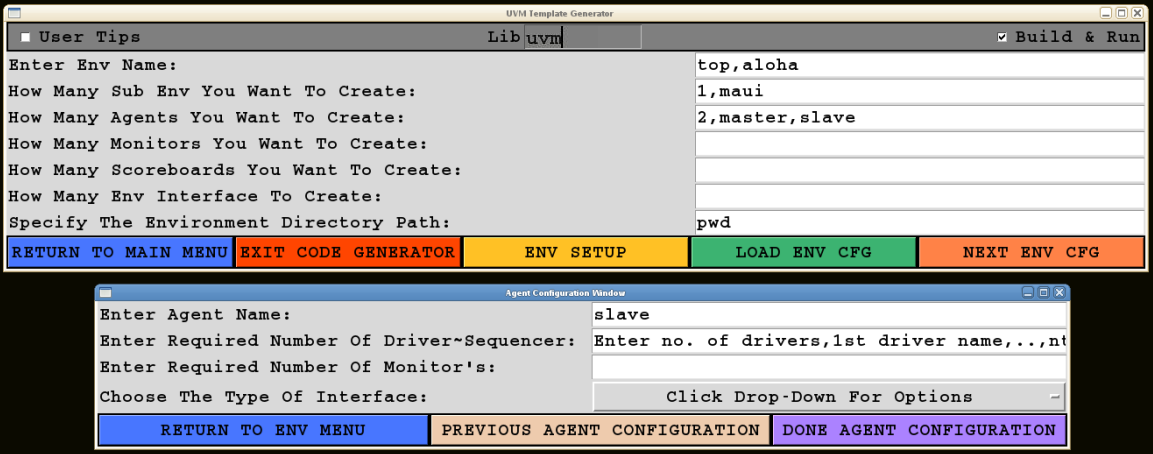 UVM Template Generator
User Tips Lib uvm Build & Run
Enter Env Name: top,aloha
How Many Sub Env You Want To Create: 1,maui
How Many Agents You Want To Create: 2,master,slave
How Many Monitors You Want To Create:
How Many Scoreboards You Want To Create:
How Many Env Interface To Create:
Specify The Environment Directory Path: pwd
RETURN TO MAIN MENU EXIT CODE GENERATOR ENV SETUP LOAD ENV CFG NEXT ENV CFG
Agent Configuration Window
Enter Agent Name: slave
Enter Required Number Of Driver~Sequencer: Enter no. of drivers,1st driver name,..,nt
Enter Required Number Of Monitor's:
Choose The Type Of Interface: Click Drop-Down For Options
RETURN TO ENV MENU PREVIOUS AGENT CONFIGURATION DONE AGENT CONFIGURATION